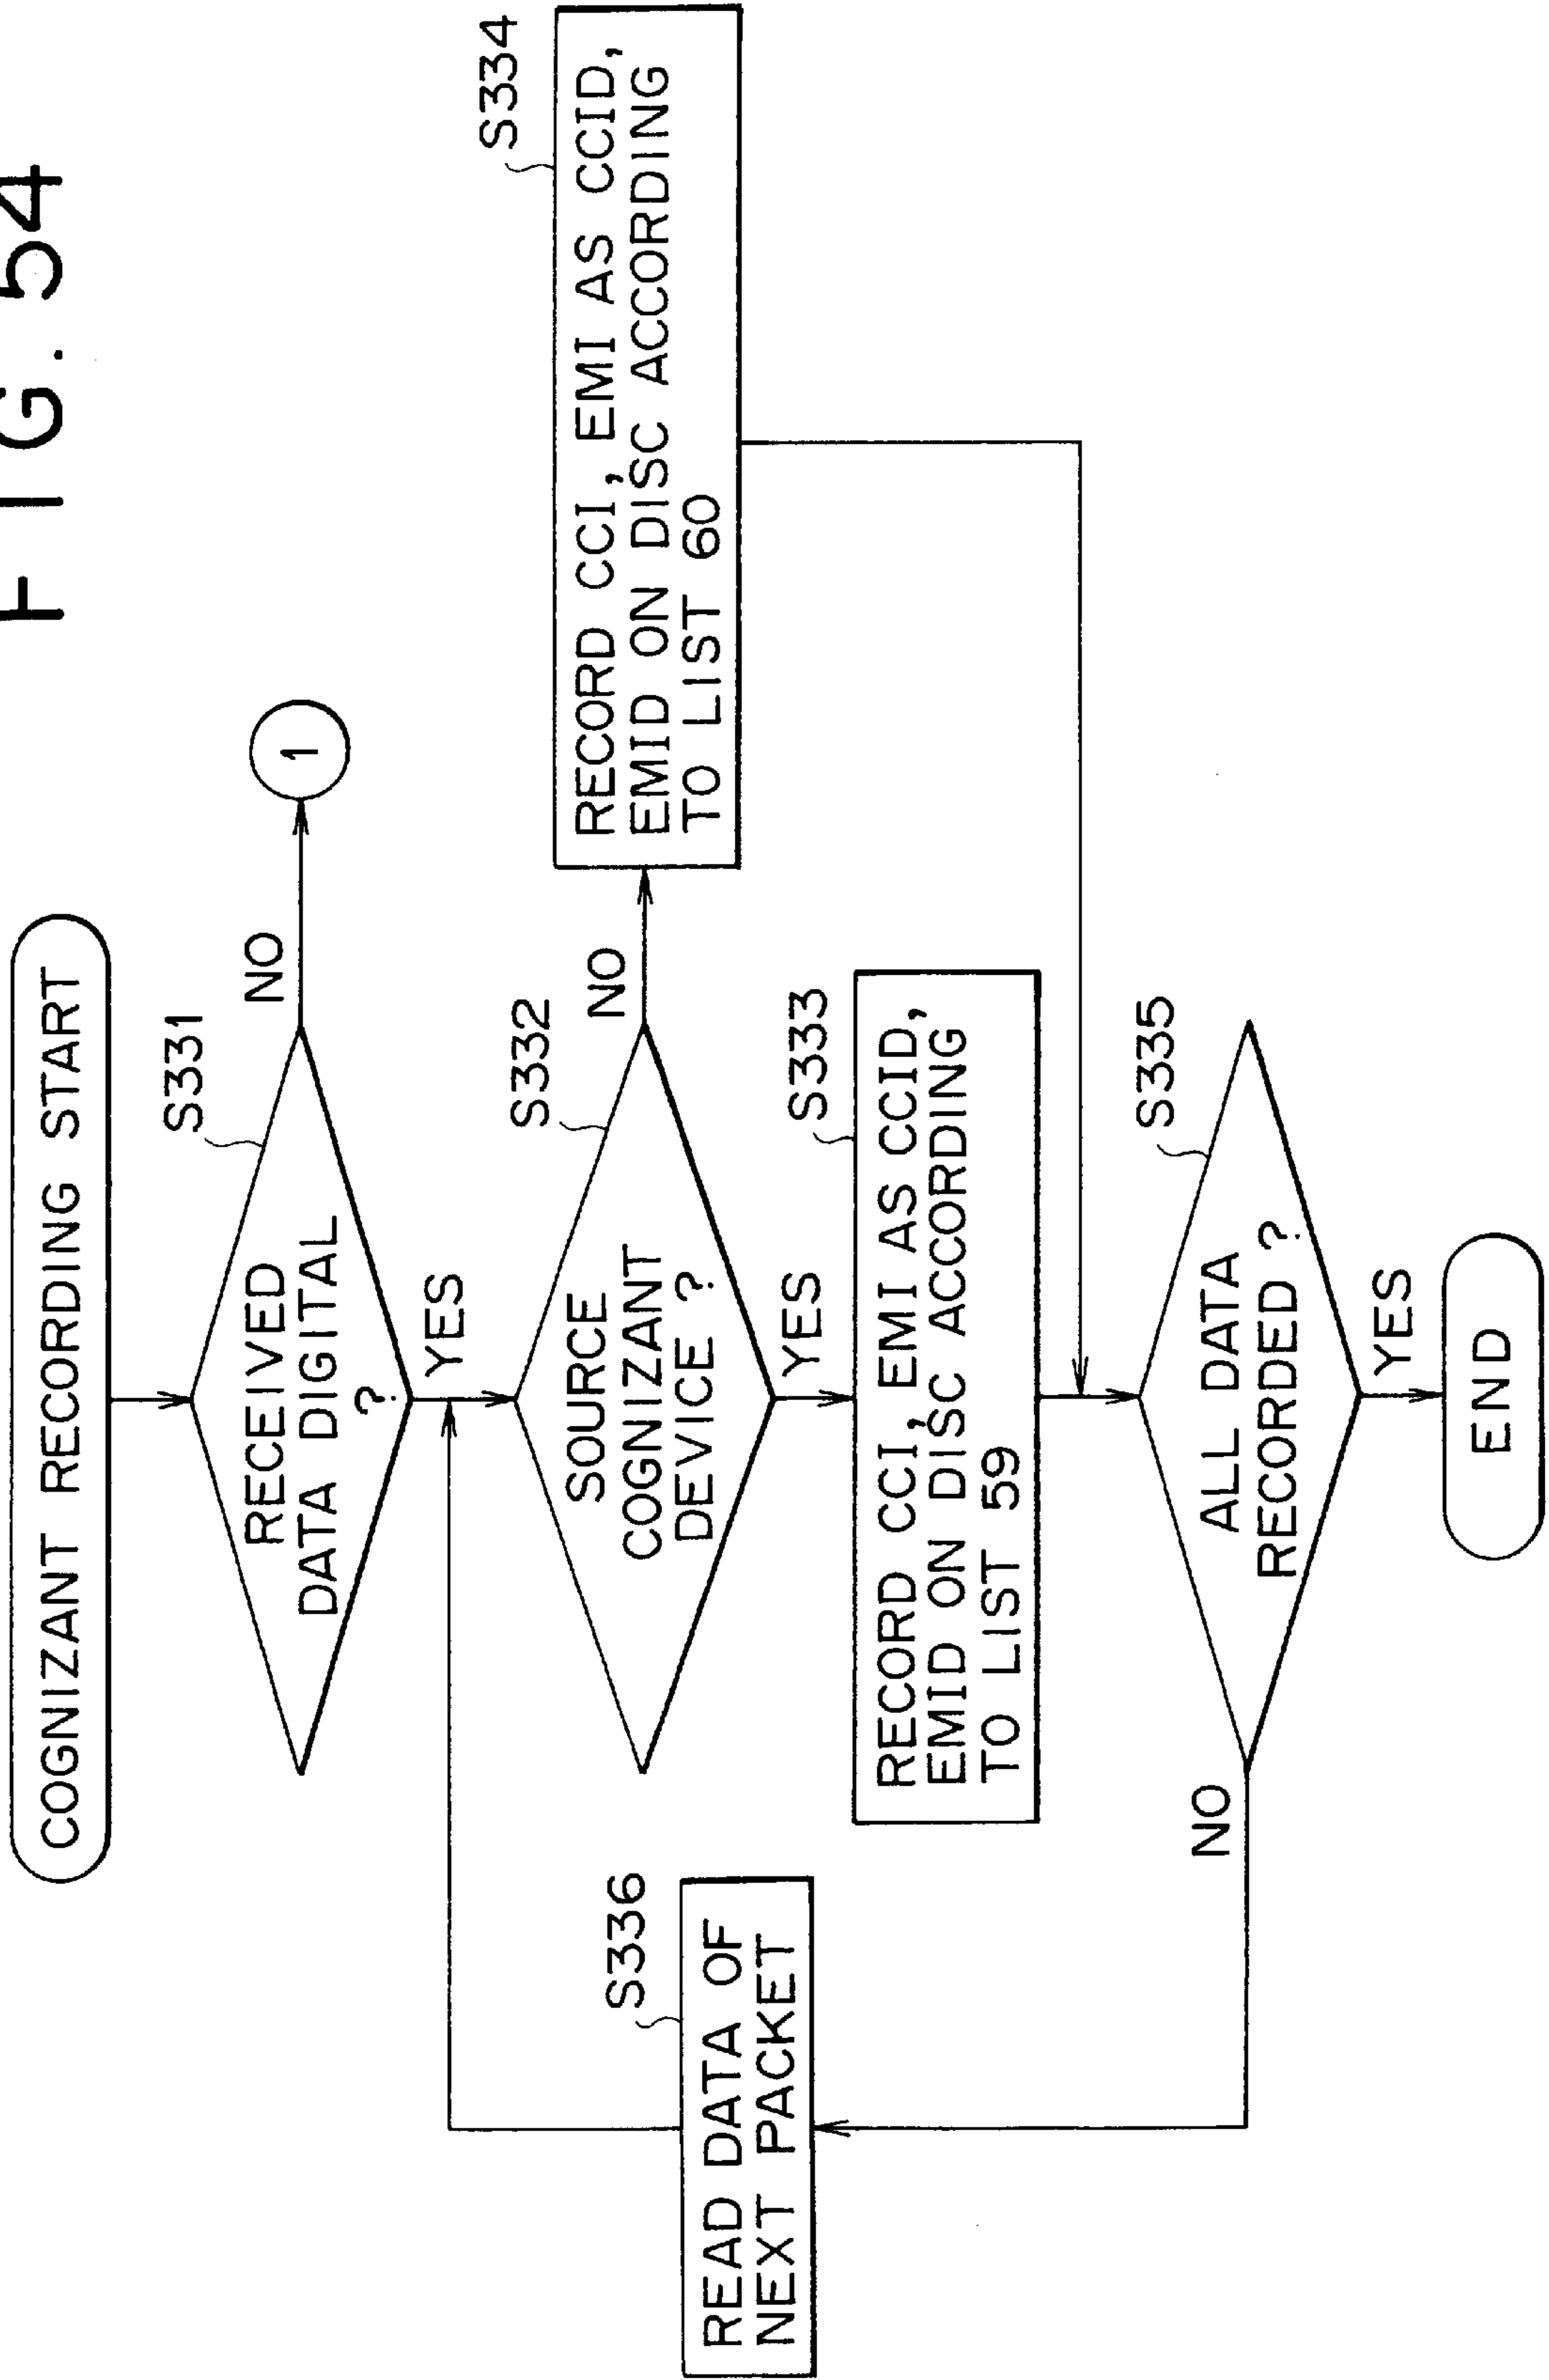 FIG. 54
COGNIZANT RECORDING START
S331
RECEIVED
DATA DIGITAL
?
NO
1
YES
S332
SOURCE
COGNIZANT
DEVICE ?
NO
S334
RECORD CCI, EMI AS CCID,
EMID ON DISC ACCORDING
TO LIST 60
YES
S336
READ DATA OF
NEXT PACKET
S333
RECORD CCI, EMI AS CCID,
EMID ON DISC ACCORDING
TO LIST 59
S335
ALL DATA
RECORDED ?
NO
YES
END